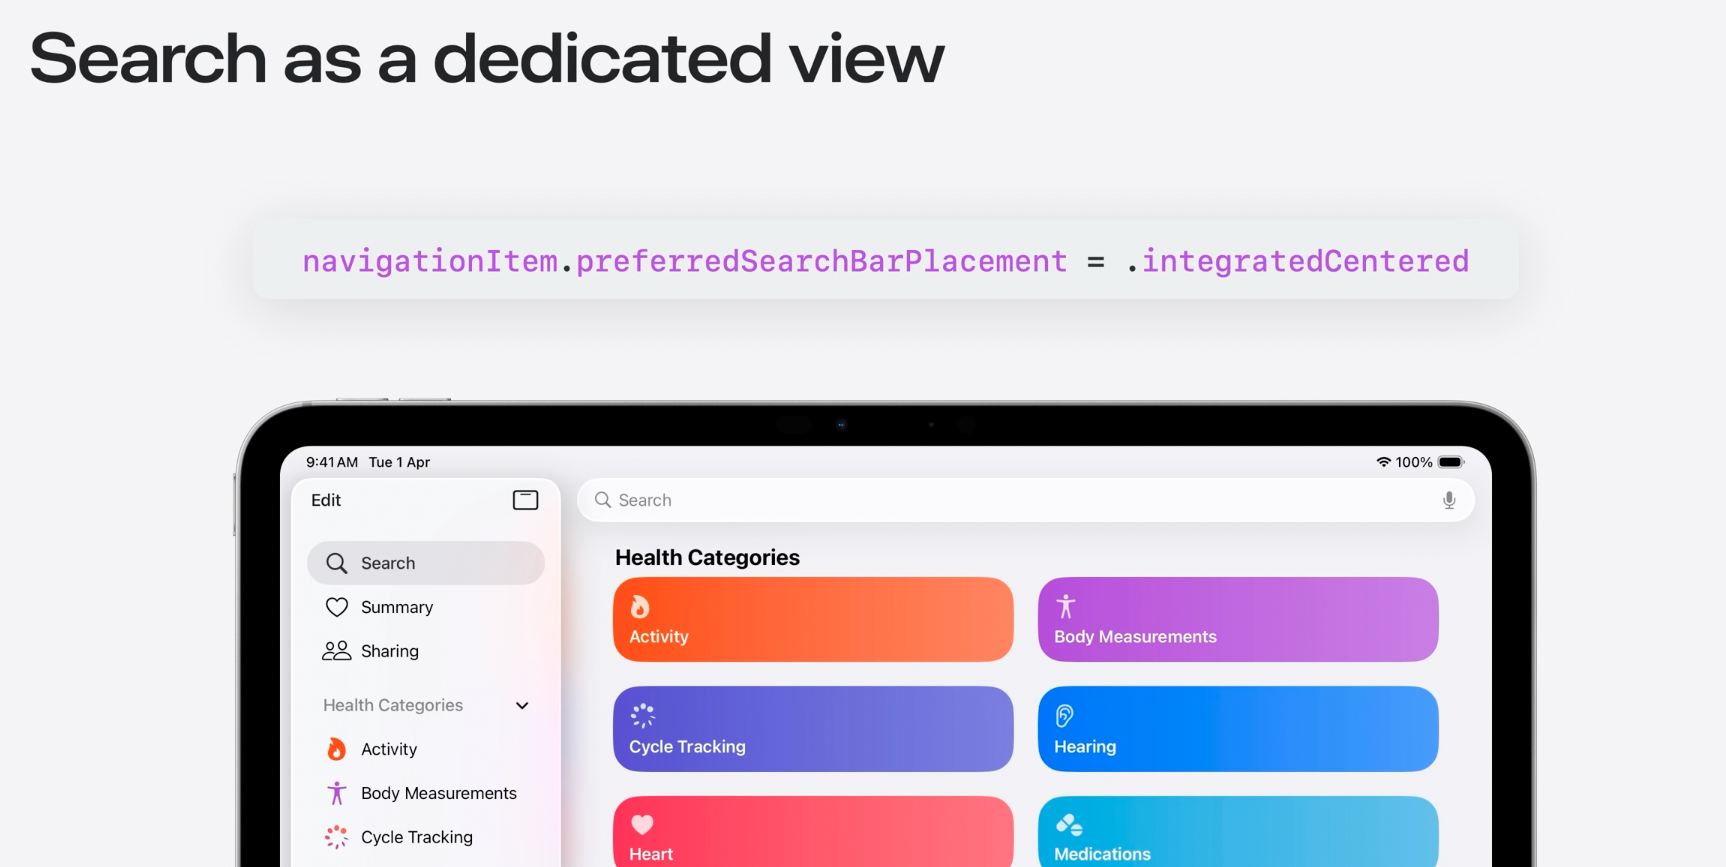 Search as a dedicated view
navigationItem.preferredSearchBarPlacement = .integratedCentered
9:41 AM Tue 1 Apr
100%
Edit
Search
Search
Summary
Sharing
Health Categories
Activity
Body Measurements
Cycle Tracking
Health Categories
Activity
Body Measurements
Cycle Tracking
Hearing
Heart
Medications